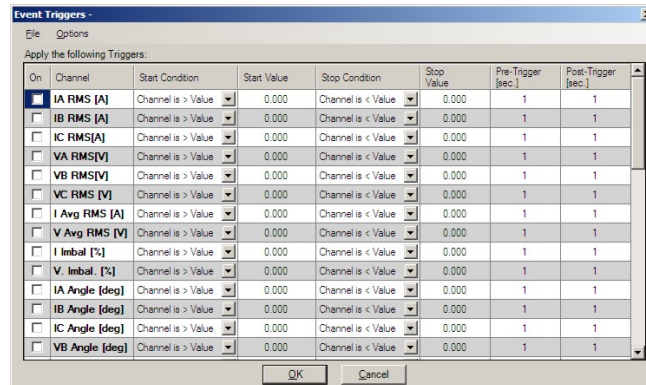 Event Triggers -
File Options
Apply the following Triggers:
On Channel Start Condition Start Value Stop Condition Stop Value Pre-Trigger [sec.] Post-Trigger [sec.]
IA RMS [A] Channel is > Value 0.000 Channel is < Value 0.000 1 1
IB RMS [A] Channel is > Value 0.000 Channel is < Value 0.000 1 1
IC RMS[A] Channel is > Value 0.000 Channel is < Value 0.000 1 1
VA RMS[V] Channel is > Value 0.000 Channel is < Value 0.000 1 1
VB RMS[V] Channel is > Value 0.000 Channel is < Value 0.000 1 1
VC RMS [V] Channel is > Value 0.000 Channel is < Value 0.000 1 1
I Avg RMS [A] Channel is > Value 0.000 Channel is < Value 0.000 1 1
V Avg RMS [V] Channel is > Value 0.000 Channel is < Value 0.000 1 1
I Imbal [%] Channel is > Value 0.000 Channel is < Value 0.000 1 1
V. Imbal. [%] Channel is > Value 0.000 Channel is < Value 0.000 1 1
IA Angle [deg] Channel is > Value 0.000 Channel is < Value 0.000 1 1
IB Angle [deg] Channel is > Value 0.000 Channel is < Value 0.000 1 1
IC Angle [deg] Channel is > Value 0.000 Channel is < Value 0.000 1 1
VB Angle [deg] Channel is > Value 0.000 Channel is < Value 0.000 1 1
OK Cancel